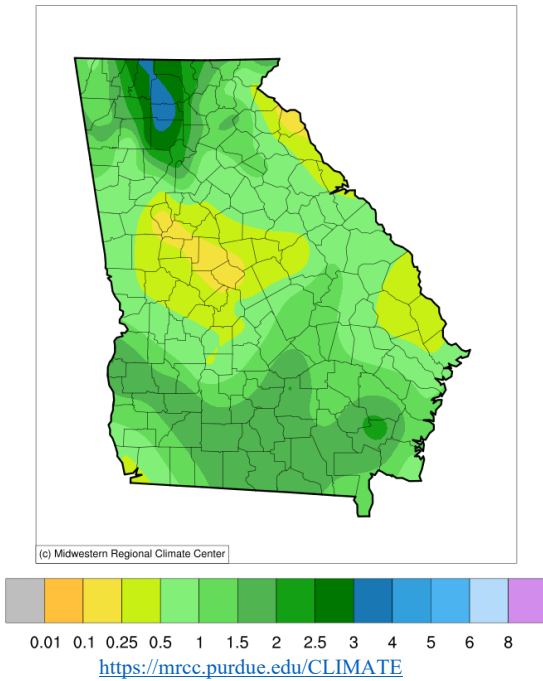 (c) Midwestern Regional Climate Center
0.01 0.1 0.25 0.5 1 1.5 2 2.5 3 4 5 6 8
https://mrcc.purdue.edu/CLIMATE